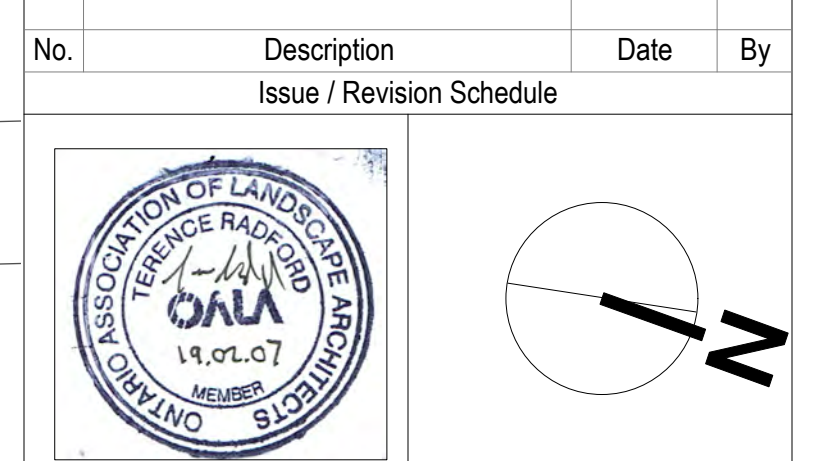 No. Description Date By
Issue / Revision Schedule
ONTARIO ASSOCIATION OF LANDSCAPE ARCHITECTS
TERENCE RADFORD
OALA
19.02.07
MEMBER
N